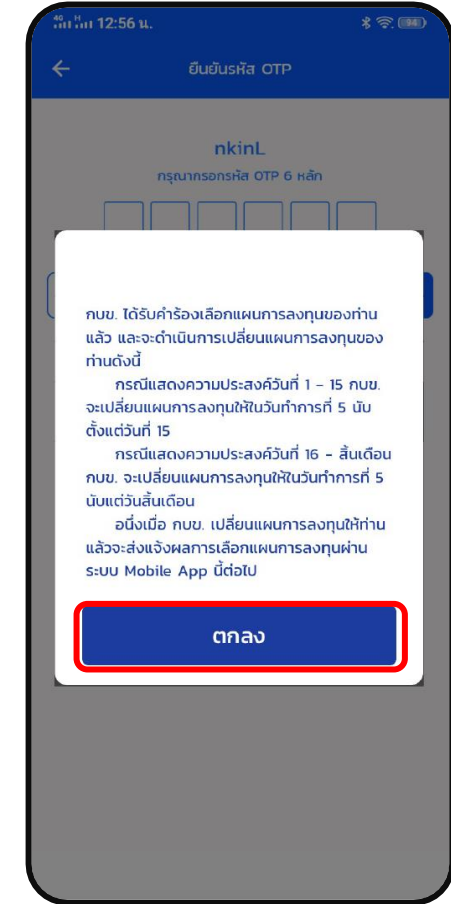 4G H 12:56 น. 94
ยืนยันรหัส OTP
nkinL
กรุณากรอกรหัส OTP 6 หลัก
กบข. ได้รับคำร้องเลือกแผนการลงทุนของท่าน
แล้ว และจะดำเนินการเปลี่ยนแผนการลงทุนของ
ท่านดังนี้
กรณีแสดงความประสงค์วันที่ 1 - 15 กบข.
จะเปลี่ยนแผนการลงทุนให้ในวันทำการที่ 5 นับ
ตั้งแต่วันที่ 15
กรณีแสดงความประสงค์วันที่ 16 - สิ้นเดือน
กบข. จะเปลี่ยนแผนการลงทุนให้ในวันทำการที่ 5
นับแต่วันสิ้นเดือน
อนึ่งเมื่อ กบข. เปลี่ยนแผนการลงทุนให้ท่าน
แล้วจะส่งแจ้งผลการเลือกแผนการลงทุนผ่าน
ระบบ Mobile App นี้ต่อไป
ตกลง